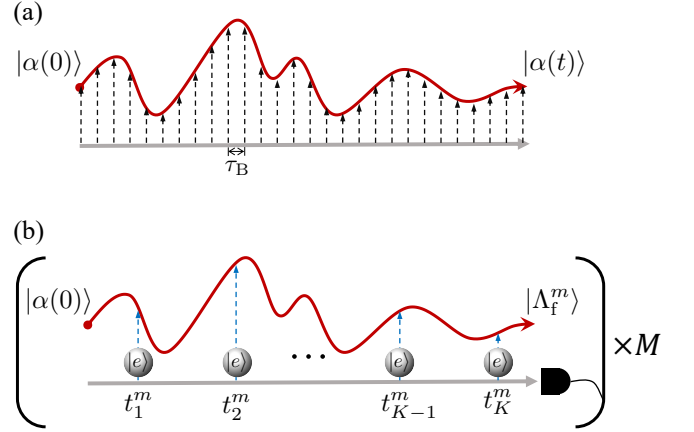 (a)
|α(0)⟩ |α(t)⟩
τ_B
(b)
|α(0)⟩ |Λ_f^m⟩
×M
|e⟩ |e⟩ ⋯ |e⟩ |e⟩
t_1^m t_2^m t_{K−1}^m t_K^m